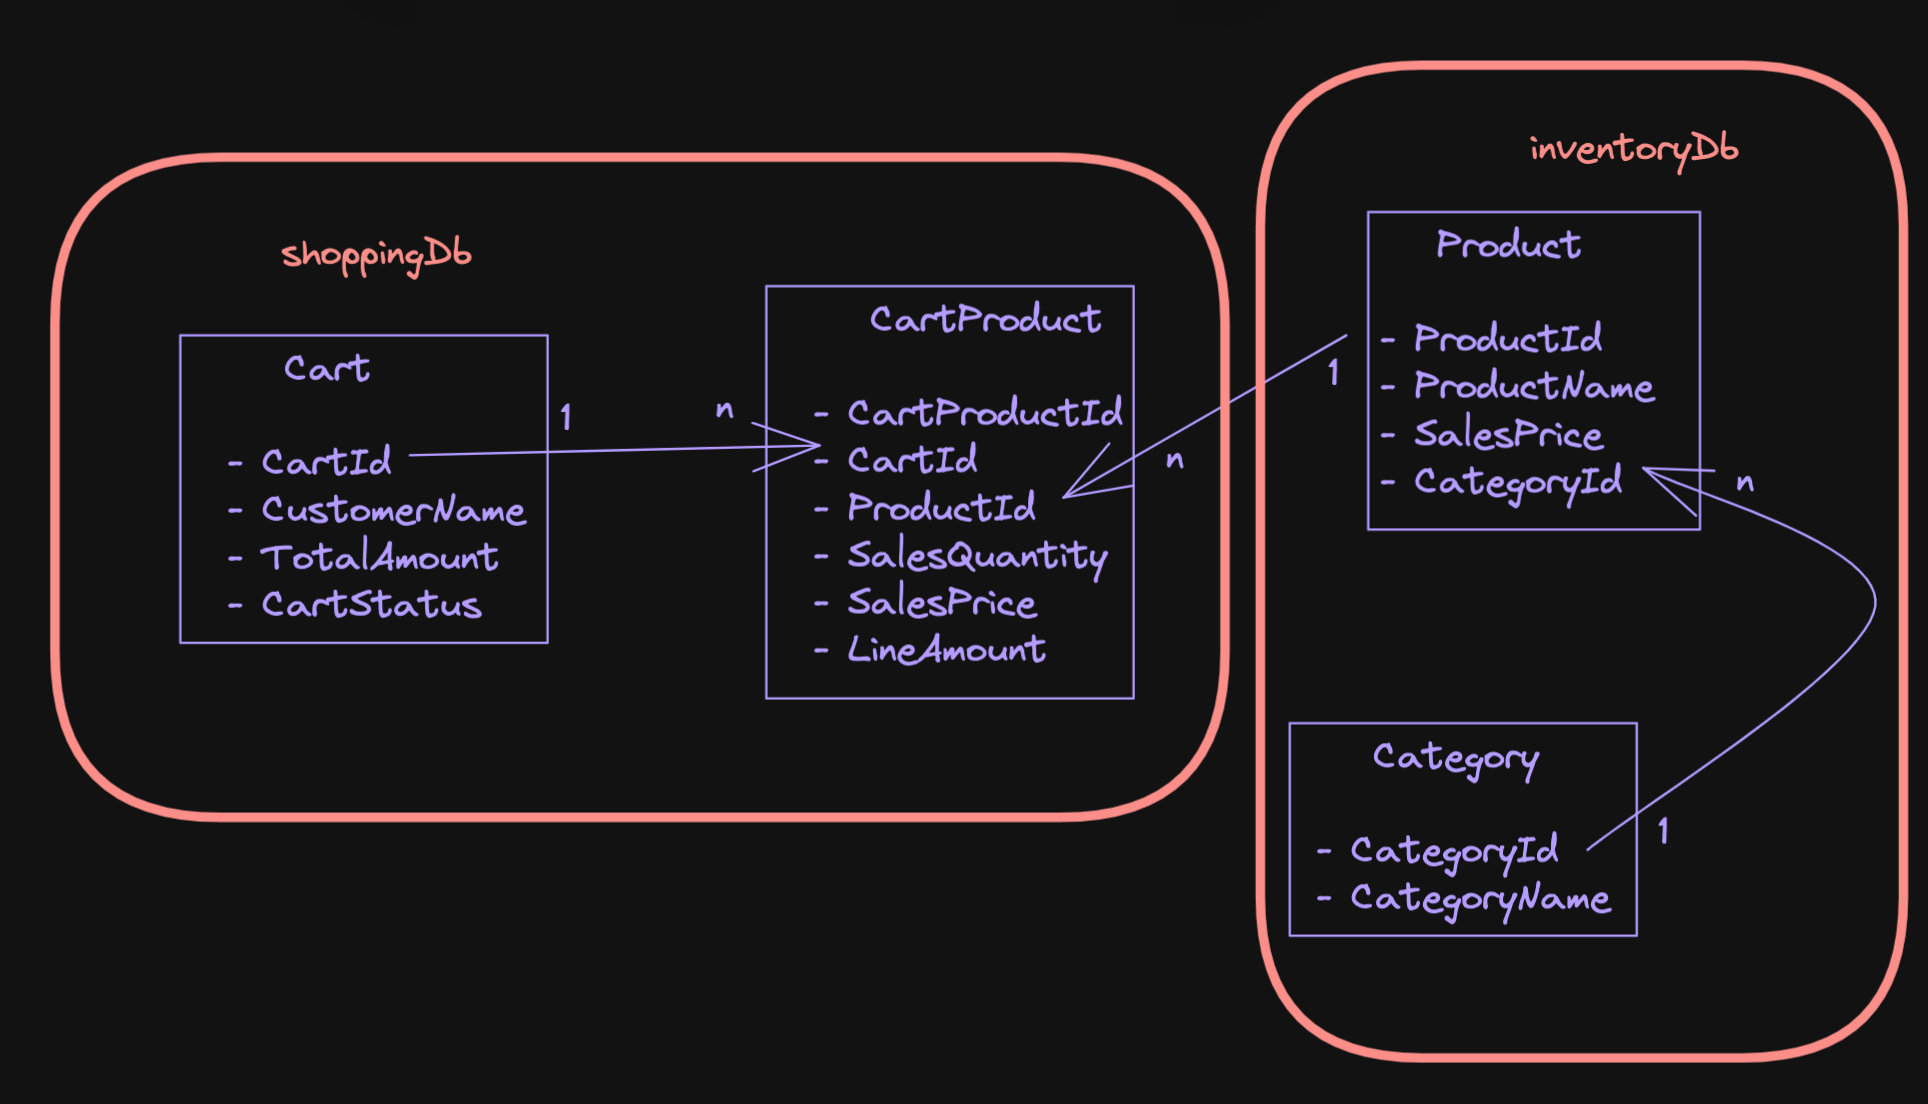 shoppingDb
Cart
- CartId
- CustomerName
- TotalAmount
- CartStatus
1
n
CartProduct
- CartProductId
- CartId
- ProductId
- SalesQuantity
- SalesPrice
- LineAmount
n
1
inventoryDb
Product
- ProductId
- ProductName
- SalesPrice
- CategoryId
n
Category
- CategoryId
- CategoryName
1